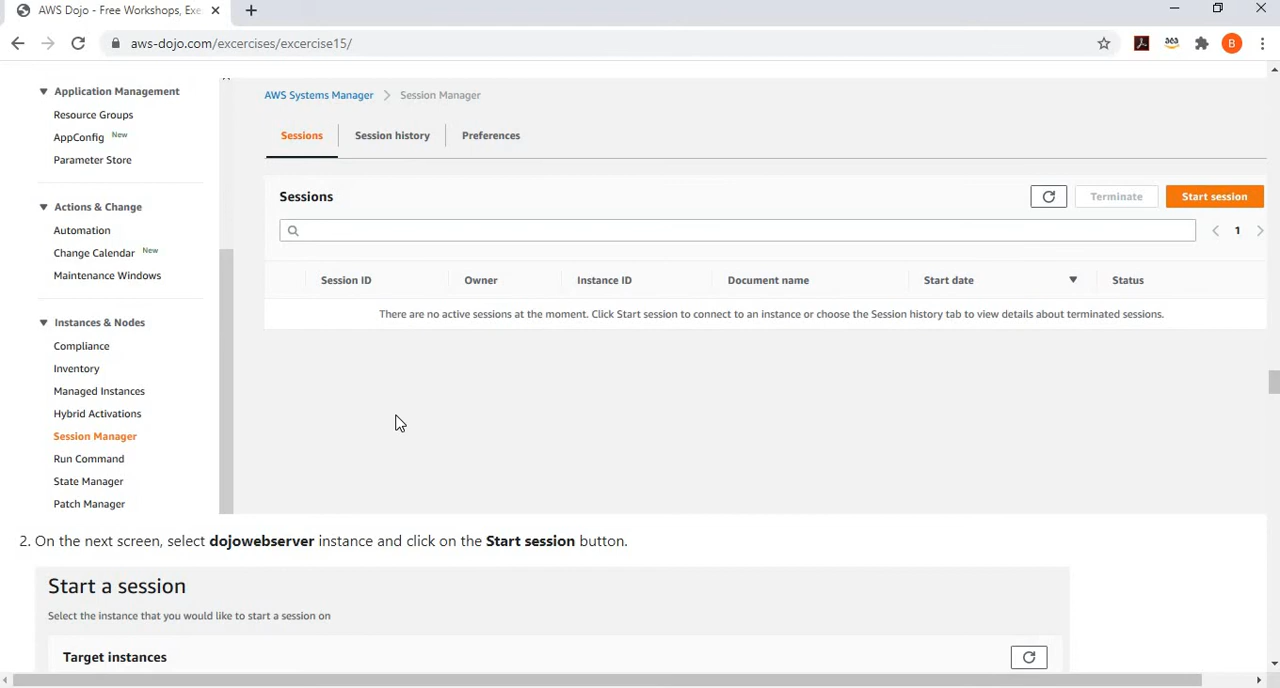 AWS Dojo - Free Workshops, Exe
aws-dojo.com/excercises/excercise15/
B
Application Management
Resource Groups
AppConfig New
Parameter Store
Actions & Change
Automation
Change Calendar New
Maintenance Windows
Instances & Nodes
Compliance
Inventory
Managed Instances
Hybrid Activations
Session Manager
Run Command
State Manager
Patch Manager
AWS Systems Manager > Session Manager
Sessions Session history Preferences
Sessions Terminate Start session
1
Session ID Owner Instance ID Document name Start date Status
There are no active sessions at the moment. Click Start session to connect to an instance or choose the Session history tab to view details about terminated sessions.
2. On the next screen, select dojowebserver instance and click on the Start session button.
Start a session
Select the instance that you would like to start a session on
Target instances